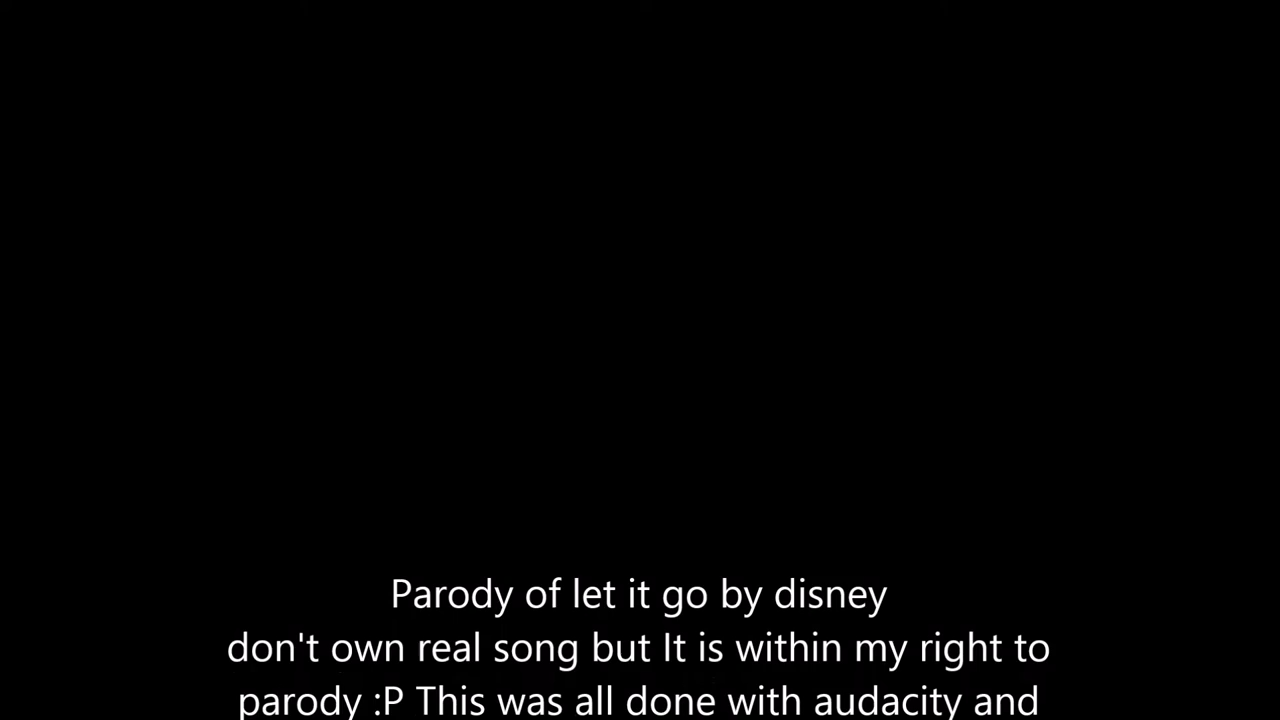 Parody of let it go by disney
don't own real song but It is within my right to
parody :P This was all done with audacity and